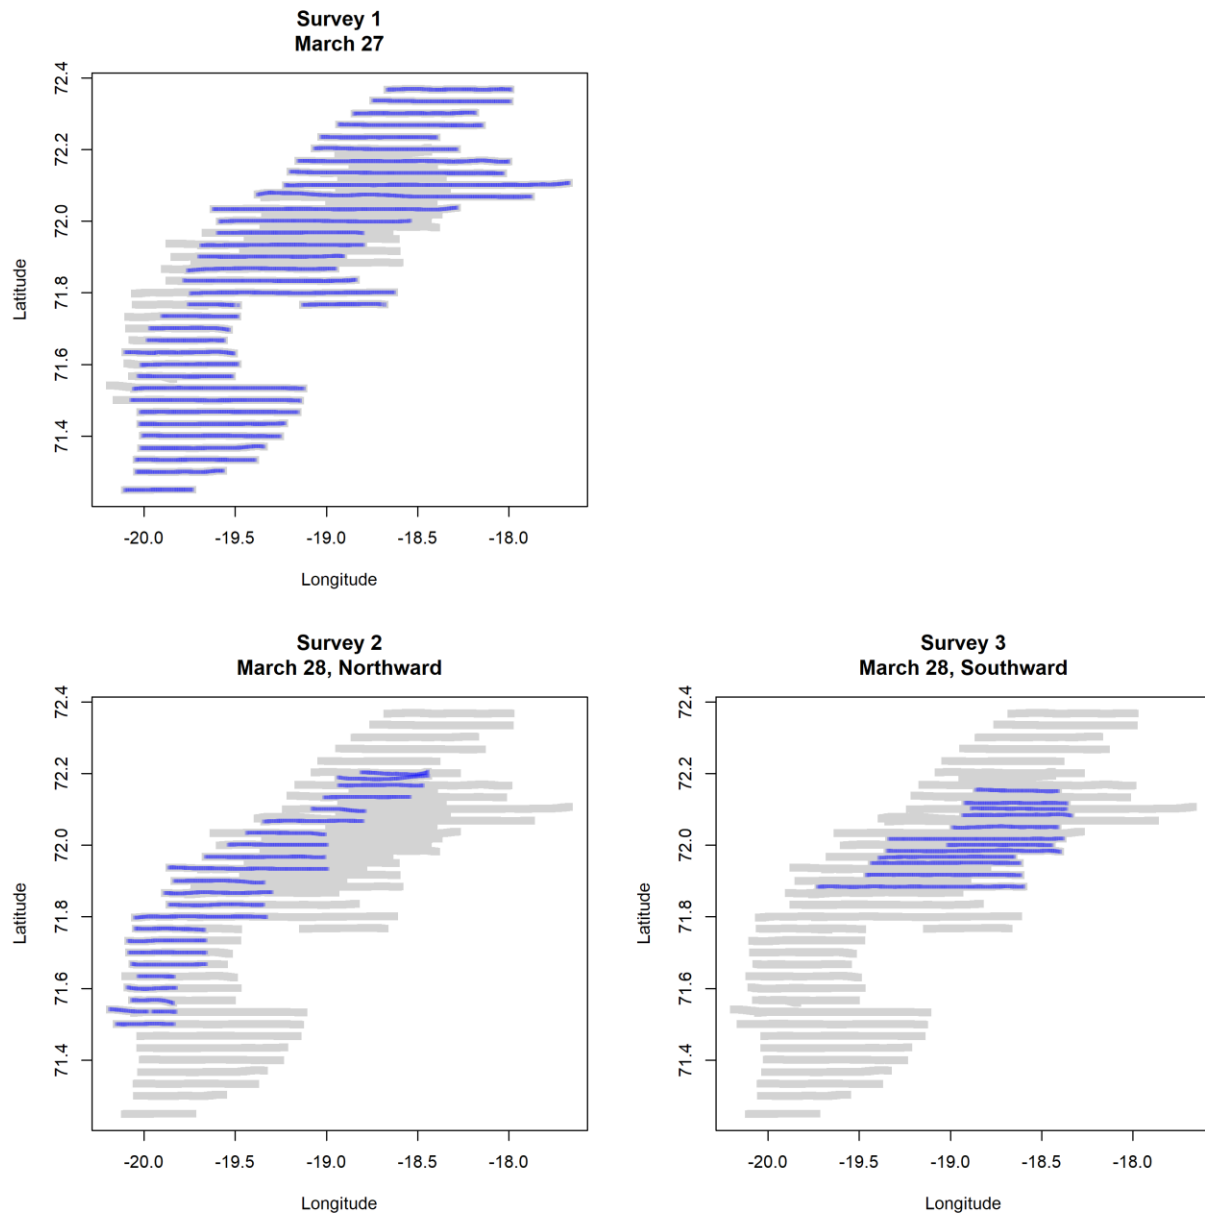 Survey 1
March 27
72.4
72.2
72.0
71.8
71.6
71.4
Latitude
-20.0 -19.5 -19.0 -18.5 -18.0
Longitude
Survey 2
March 28, Northward
72.4
72.2
72.0
71.8
71.6
71.4
Latitude
-20.0 -19.5 -19.0 -18.5 -18.0
Longitude
Survey 3
March 28, Southward
72.4
72.2
72.0
71.8
71.6
71.4
Latitude
-20.0 -19.5 -19.0 -18.5 -18.0
Longitude